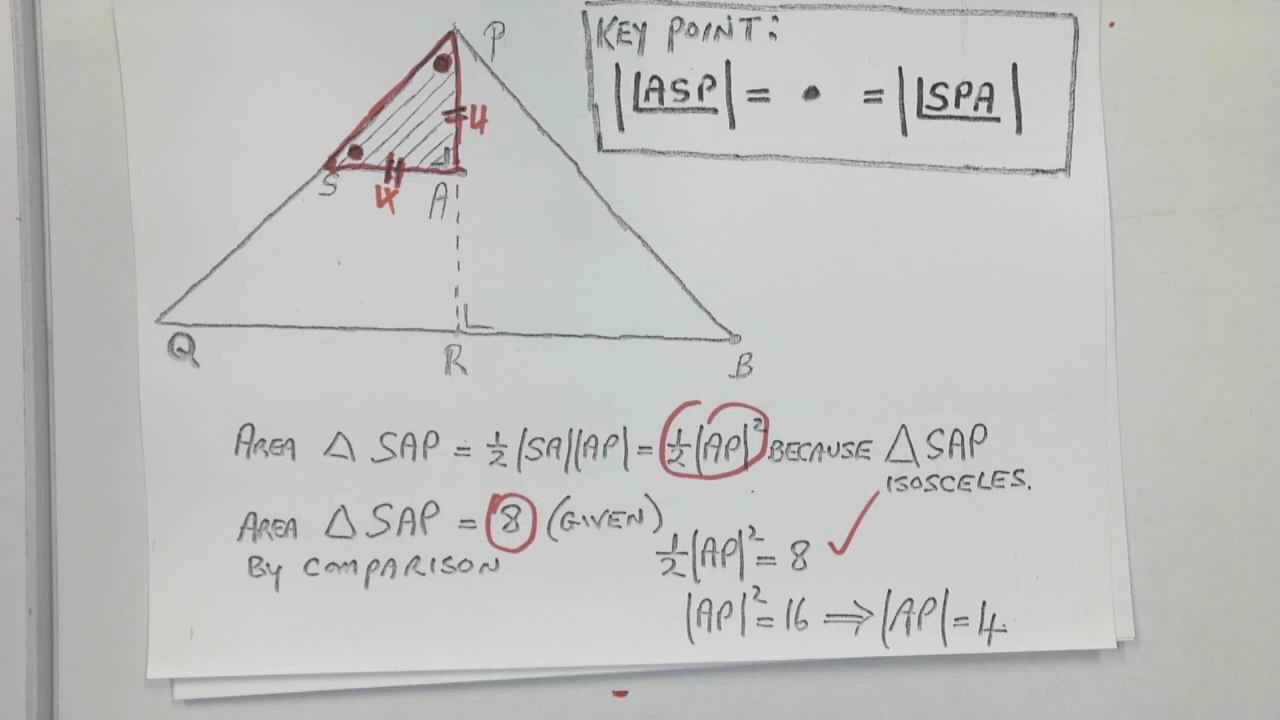 KEY POINT:
|∠ASP| = • = |∠SPA|
P
4
S
4
A
Q
R
B
AREA △ SAP = ½|SA||AP| = ½|AP|² BECAUSE △SAP
ISOSCELES.
AREA △ SAP = 8 (GIVEN)
BY COMPARISON
½|AP|² = 8
|AP|² = 16 ⟹ |AP| = 4